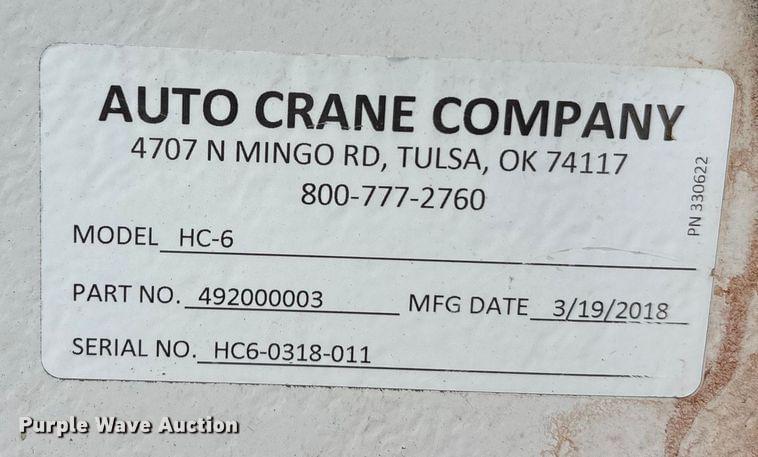 AUTO CRANE COMPANY
4707 N MINGO RD, TULSA, OK 74117
800-777-2760
PN 330622
MODEL HC-6
PART NO. 492000003 MFG DATE 3/19/2018
SERIAL NO. HC6-0318-011
Purple Wave Auction